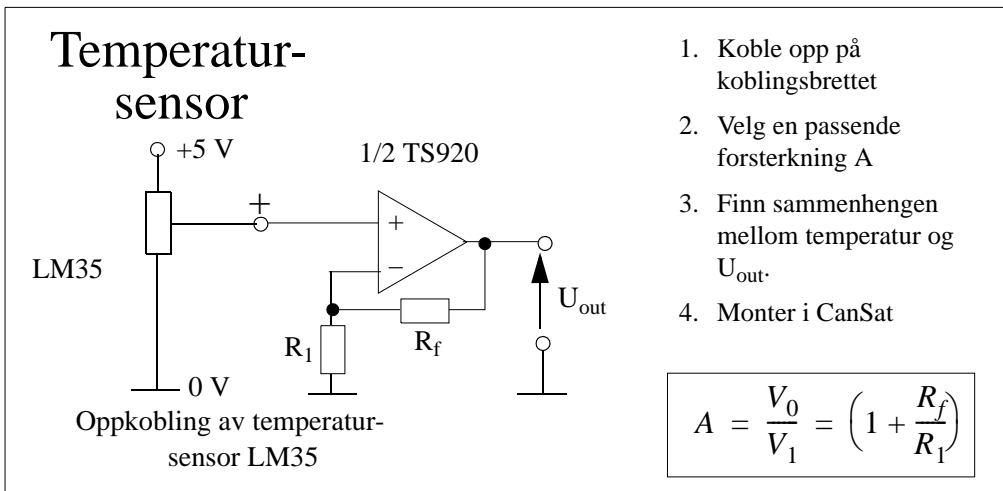 Temperatur-
sensor
+5 V
1/2 TS920
+
+
−
LM35
U_out
R_1
R_f
0 V
Oppkobling av temperatur-
sensor LM35
1. Koble opp på
koblingsbrettet
2. Velg en passende
forsterkning A
3. Finn sammenhengen
mellom temperatur og
U_out.
4. Monter i CanSat
A = V_0/V_1 = (1 + R_f/R_1)